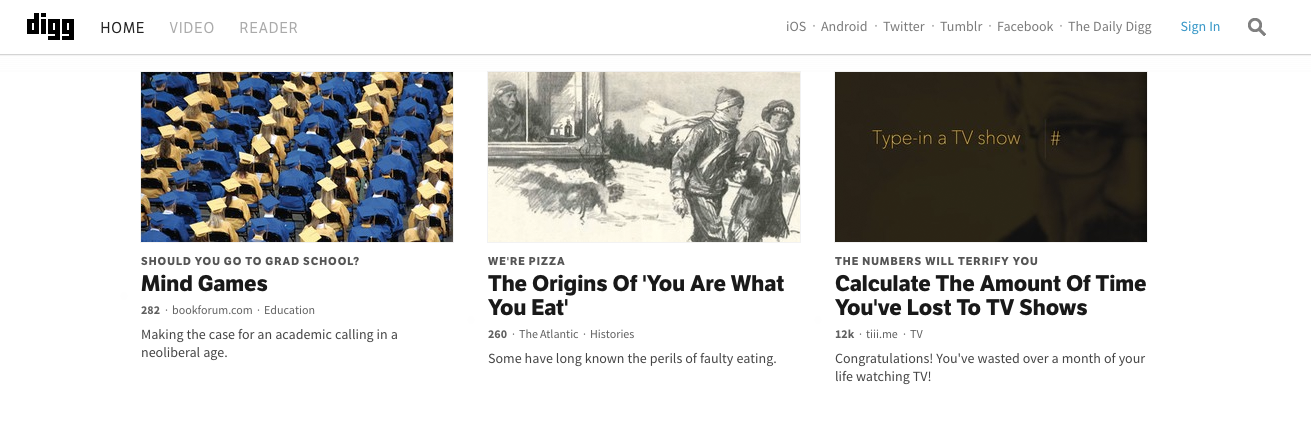 digg HOME VIDEO READER iOS · Android · Twitter · Tumblr · Facebook · The Daily Digg Sign In
Type-in a TV show #
SHOULD YOU GO TO GRAD SCHOOL?
Mind Games
282 · bookforum.com · Education
Making the case for an academic calling in a
neoliberal age.
WE'RE PIZZA
The Origins Of 'You Are What
You Eat'
260 · The Atlantic · Histories
Some have long known the perils of faulty eating.
THE NUMBERS WILL TERRIFY YOU
Calculate The Amount Of Time
You've Lost To TV Shows
12k · tiii.me · TV
Congratulations! You've wasted over a month of your
life watching TV!